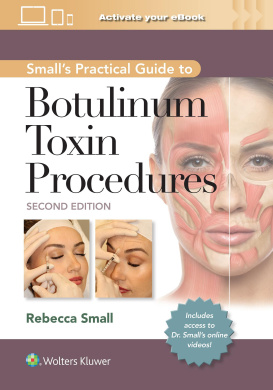 Activate your eBook
Small's Practical Guide to
Botulinum
Toxin
Procedures
SECOND EDITION
Rebecca Small
Includes
access to
Dr. Small's online
videos!
Wolters Kluwer